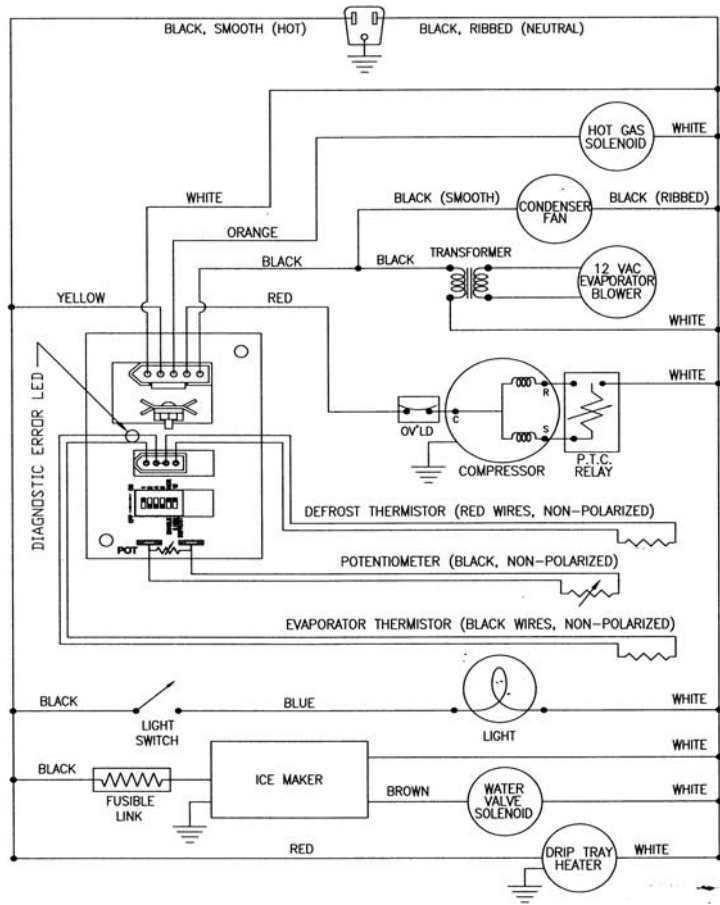 BLACK, SMOOTH (HOT)
BLACK, RIBBED (NEUTRAL)
HOT GAS
SOLENOID
WHITE
WHITE
BLACK (SMOOTH)
CONDENSER
FAN
BLACK (RIBBED)
ORANGE
TRANSFORMER
BLACK
BLACK
12 VAC
EVAPORATOR
BLOWER
YELLOW
RED
WHITE
DIAGNOSTIC ERROR LED
WHITE
R
C
S
OV'LD
COMPRESSOR
P.T.C.
RELAY
DEFROST THERMISTOR (RED WIRES, NON-POLARIZED)
POT
POTENTIOMETER (BLACK, NON-POLARIZED)
EVAPORATOR THERMISTOR (BLACK WIRES, NON-POLARIZED)
BLACK
BLUE
WHITE
LIGHT
SWITCH
LIGHT
WHITE
BLACK
ICE MAKER
FUSIBLE
LINK
BROWN
WATER
VALVE
SOLENOID
WHITE
RED
DRIP TRAY
HEATER
WHITE